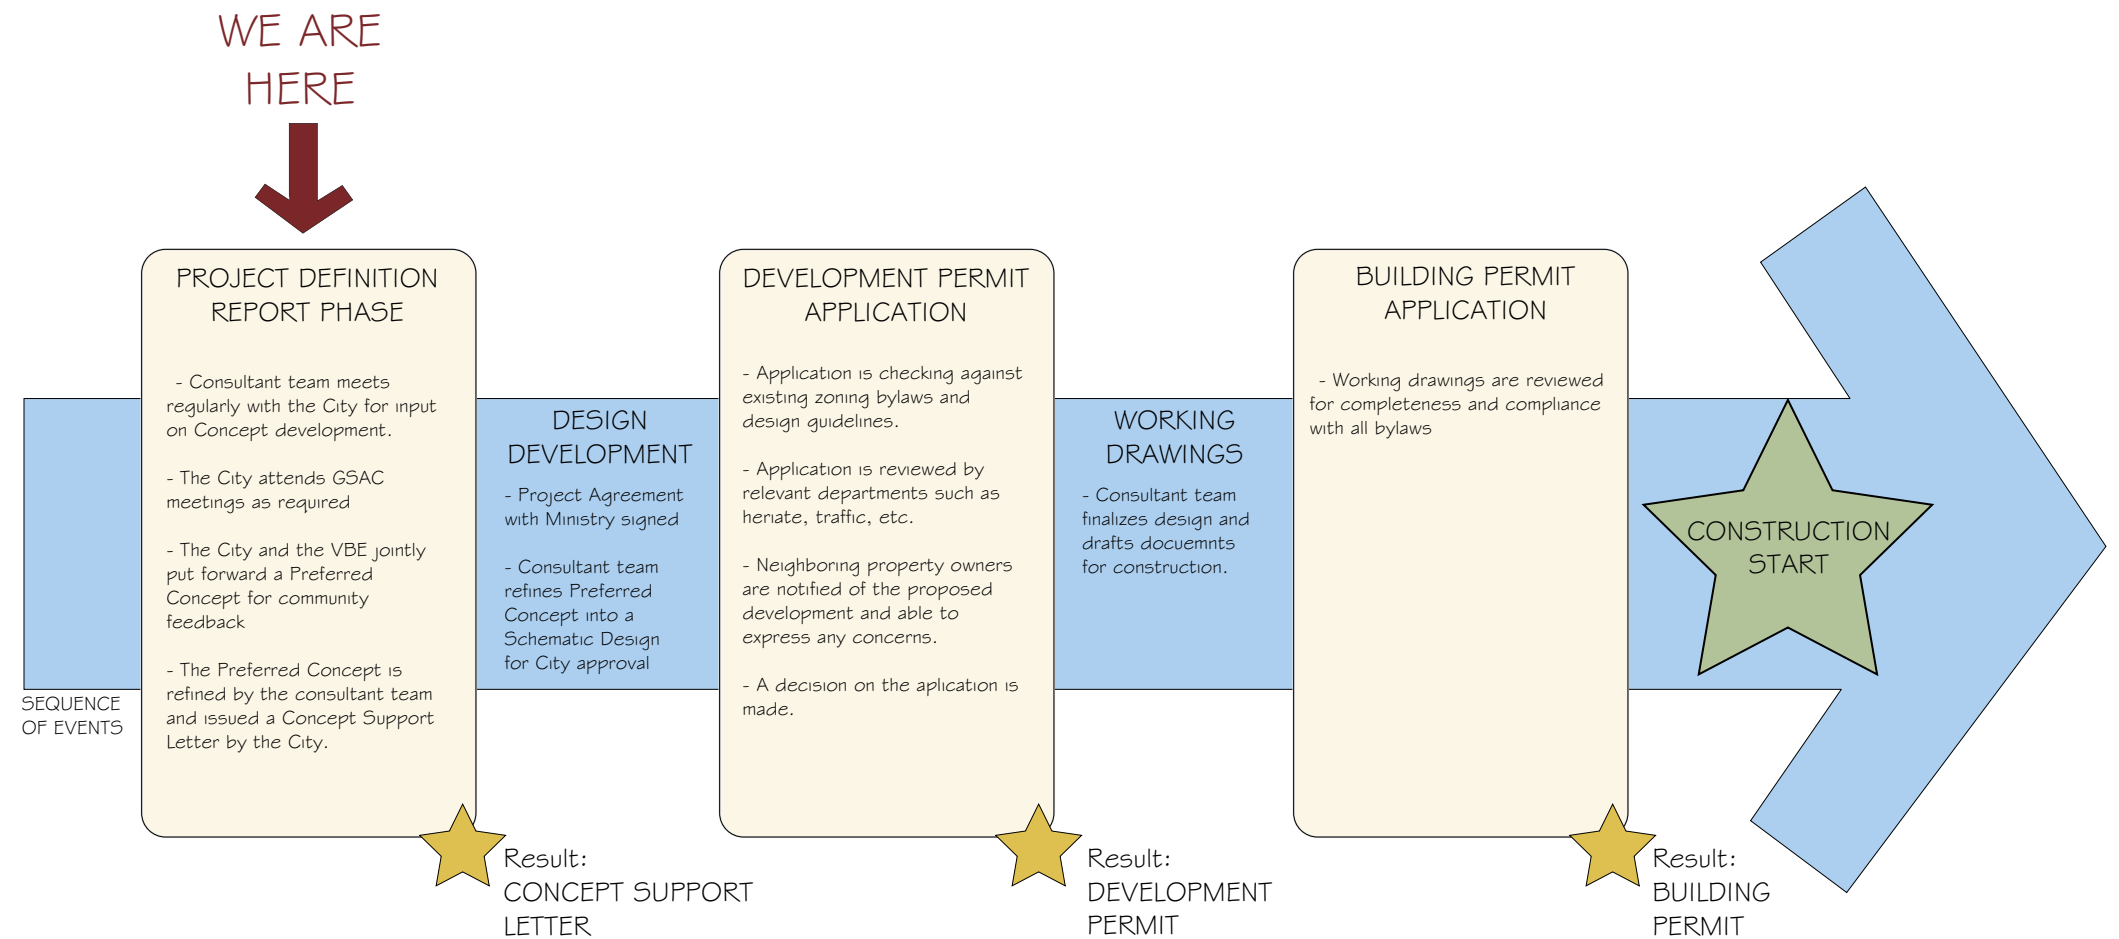 WE ARE
HERE
PROJECT DEFINITION
REPORT PHASE
- Consultant team meets
regularly with the City for input
on Concept development.
- The City attends GSAC
meetings as required
- The City and the VBE jointly
put forward a Preferred
Concept for community
feedback
- The Preferred Concept is
refined by the consultant team
and issued a Concept Support
Letter by the City.
Result:
CONCEPT SUPPORT
LETTER
DESIGN
DEVELOPMENT
- Project Agreement
with Ministry signed
- Consultant team
refines Preferred
Concept into a
Schematic Design
for City approval
DEVELOPMENT PERMIT
APPLICATION
- Application is checking against
existing zoning bylaws and
design guidelines.
- Application is reviewed by
relevant departments such as
heriate, traffic, etc.
- Neighboring property owners
are notified of the proposed
development and able to
express any concerns.
- A decision on the aplication is
made.
Result:
DEVELOPMENT
PERMIT
WORKING
DRAWINGS
- Consultant team
finalizes design and
drafts docuemnts
for construction.
BUILDING PERMIT
APPLICATION
- Working drawings are reviewed
for completeness and compliance
with all bylaws
Result:
BUILDING
PERMIT
CONSTRUCTION
START
SEQUENCE
OF EVENTS